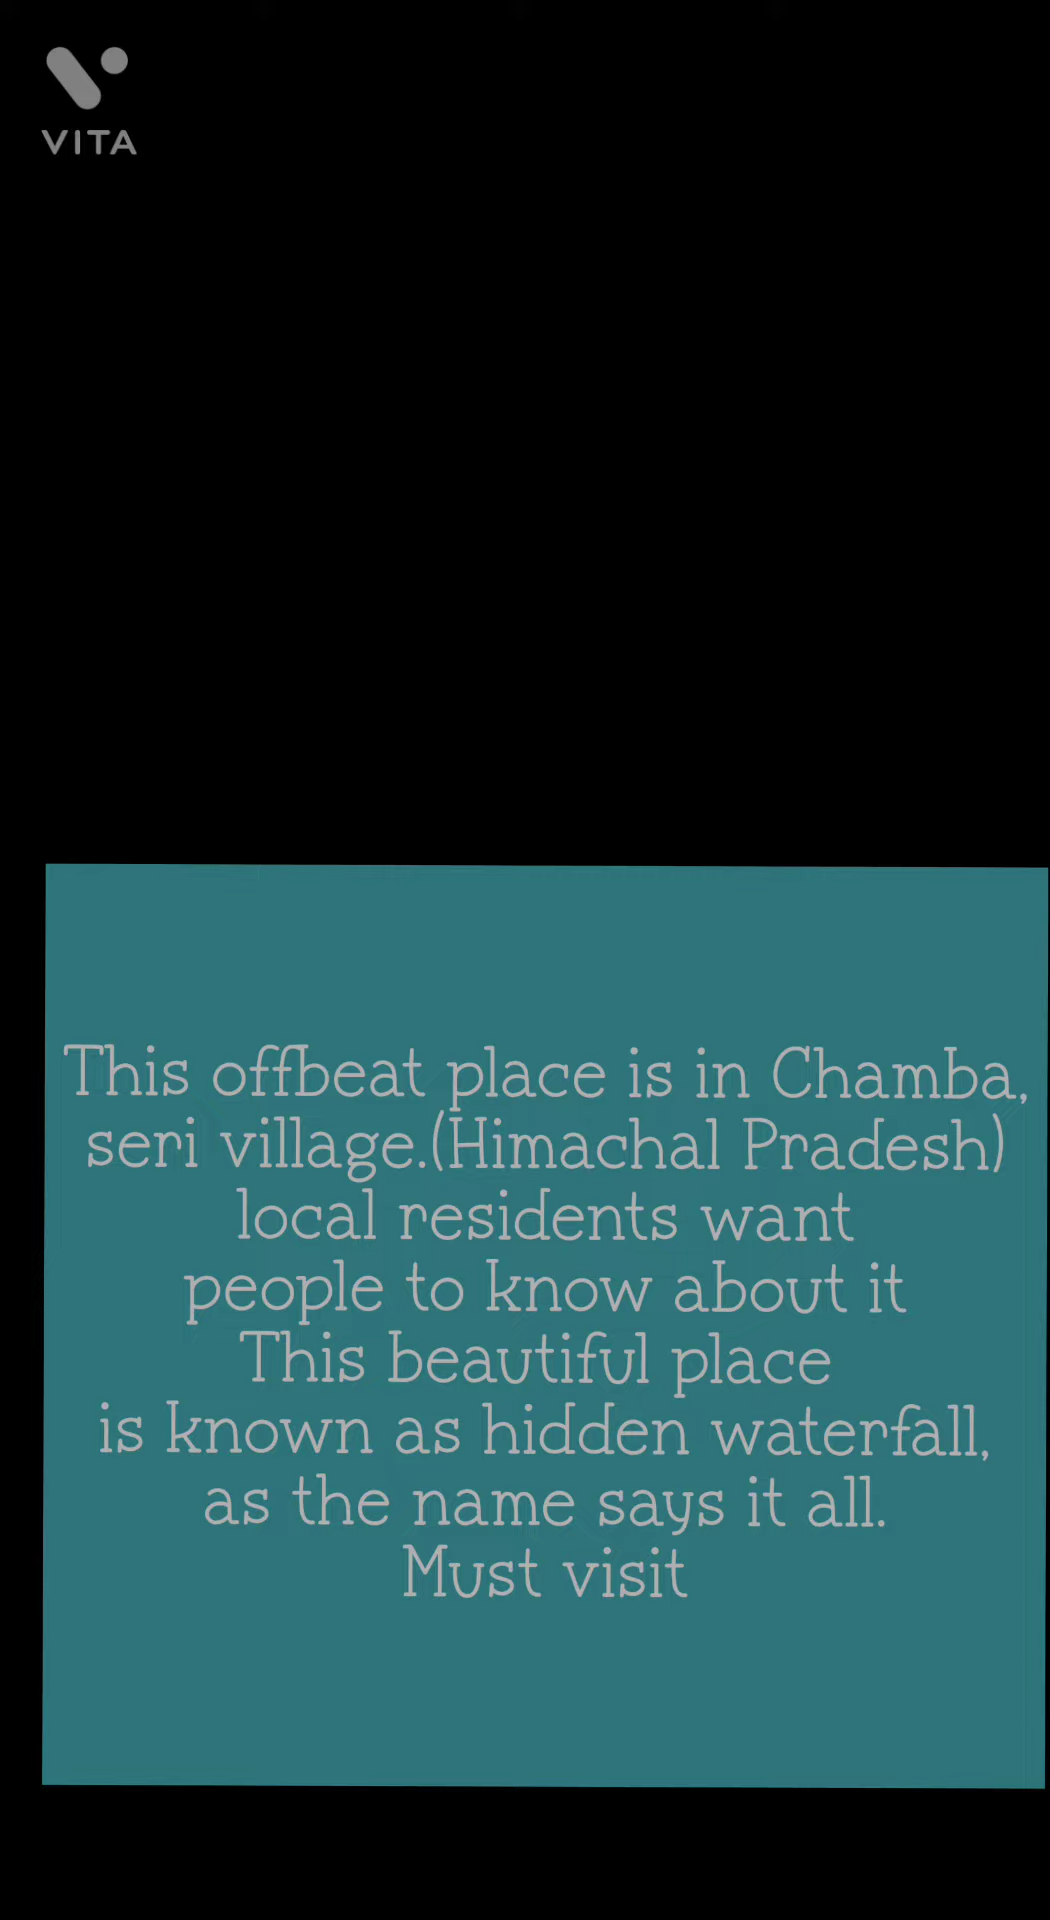 VITA
This offbeat place is in Chamba,
seri village.(Himachal Pradesh)
local residents want
people to know about it
This beautiful place
is known as hidden waterfall,
as the name says it all.
Must visit